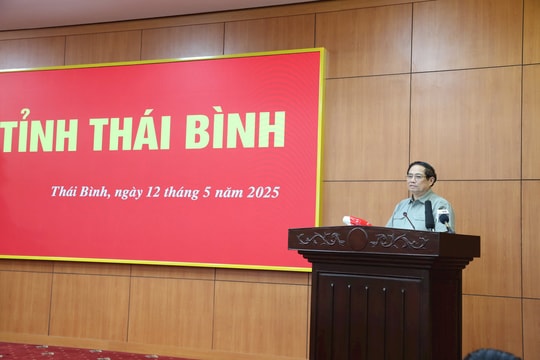 TỈNH THÁI BÌNH
Thái Bình, ngày 12 tháng 5 năm 2025